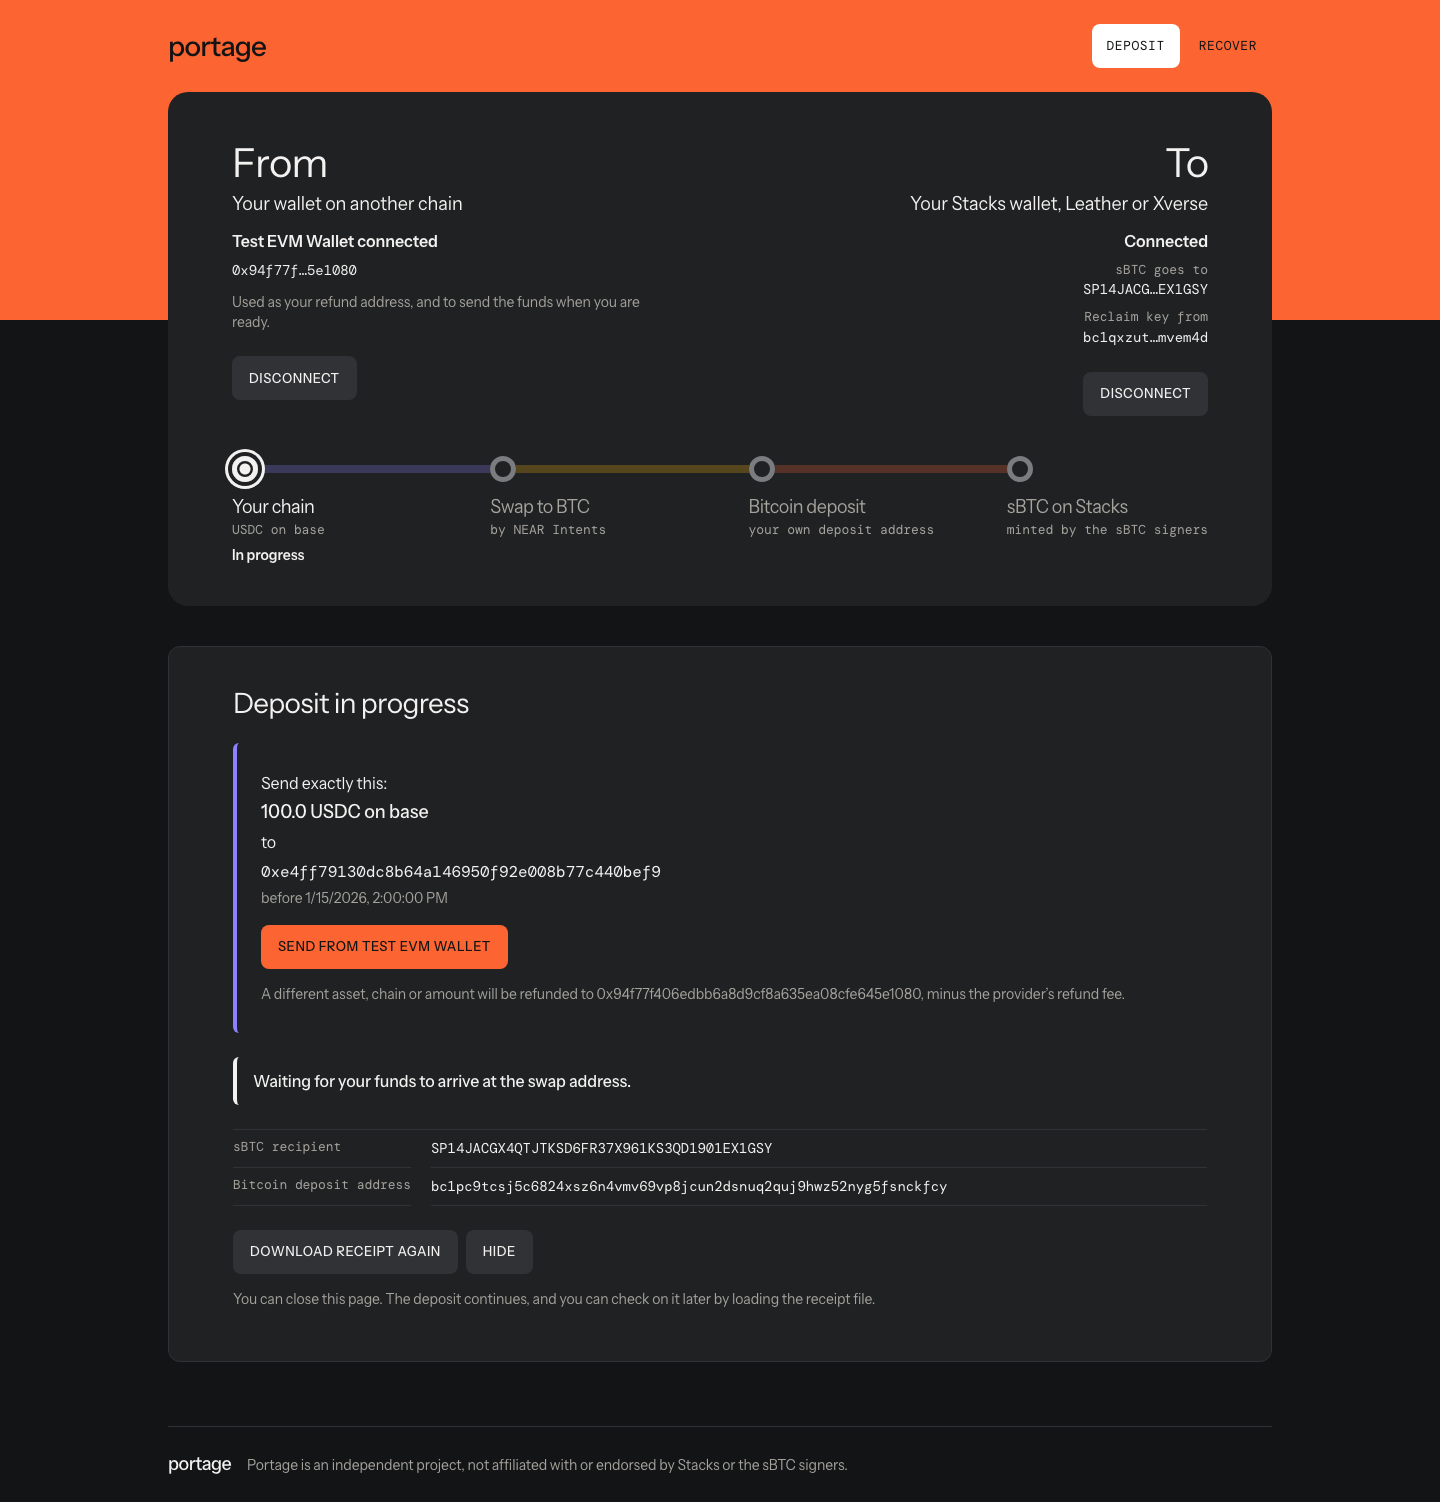 portage
DEPOSIT
RECOVER
From
Your wallet on another chain
Test EVM Wallet connected
0x94f77f…5e1080
Used as your refund address, and to send the funds when you are
ready.
DISCONNECT
To
Your Stacks wallet, Leather or Xverse
Connected
sBTC goes to
SP14JACG…EX1GSY
Reclaim key from
bc1qxzut…mvem4d
DISCONNECT
Your chain
USDC on base
In progress
Swap to BTC
by NEAR Intents
Bitcoin deposit
your own deposit address
sBTC on Stacks
minted by the sBTC signers
Deposit in progress
Send exactly this:
100.0 USDC on base
to
0xe4ff79130dc8b64a146950f92e008b77c440bef9
before 1/15/2026, 2:00:00 PM
SEND FROM TEST EVM WALLET
A different asset, chain or amount will be refunded to 0x94f77f406edbb6a8d9cf8a635ea08cfe645e1080, minus the provider's refund fee.
Waiting for your funds to arrive at the swap address.
sBTC recipient
SP14JACGX4QTJTKSD6FR37X961KS3QD1901EX1GSY
Bitcoin deposit address
bc1pc9tcsj5c6824xsz6n4vmv69vp8jcun2dsnuq2quj9hwz52nyg5fsnckfcy
DOWNLOAD RECEIPT AGAIN
HIDE
You can close this page. The deposit continues, and you can check on it later by loading the receipt file.
portage
Portage is an independent project, not affiliated with or endorsed by Stacks or the sBTC signers.